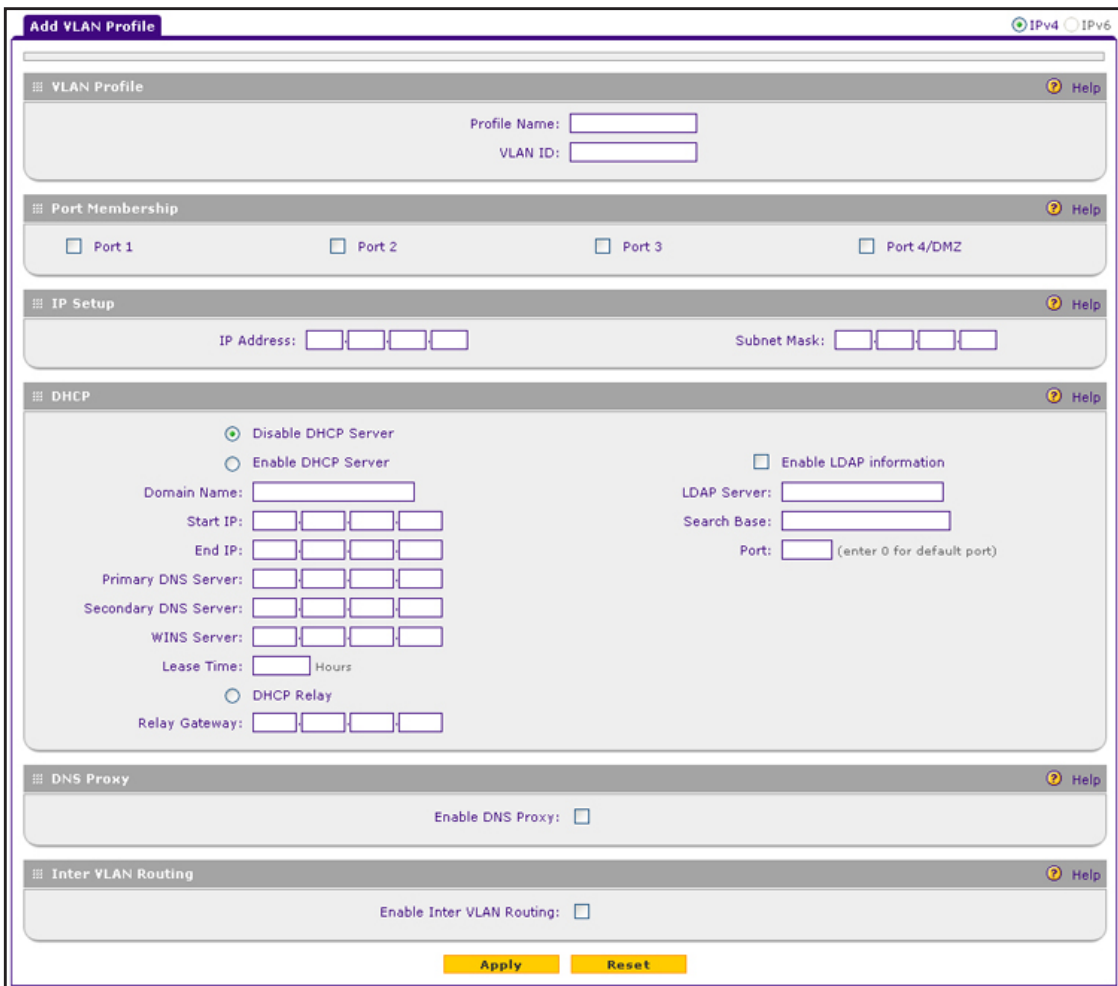 Add VLAN Profile
IPv4 IPv6
VLAN Profile Help
Profile Name:
VLAN ID:
Port Membership Help
Port 1 Port 2 Port 3 Port 4/DMZ
IP Setup Help
IP Address: Subnet Mask:
DHCP Help
Disable DHCP Server
Enable DHCP Server Enable LDAP information
Domain Name: LDAP Server:
Start IP: Search Base:
End IP: Port: (enter 0 for default port)
Primary DNS Server:
Secondary DNS Server:
WINS Server:
Lease Time: Hours
DHCP Relay
Relay Gateway:
DNS Proxy Help
Enable DNS Proxy:
Inter VLAN Routing Help
Enable Inter VLAN Routing:
Apply Reset